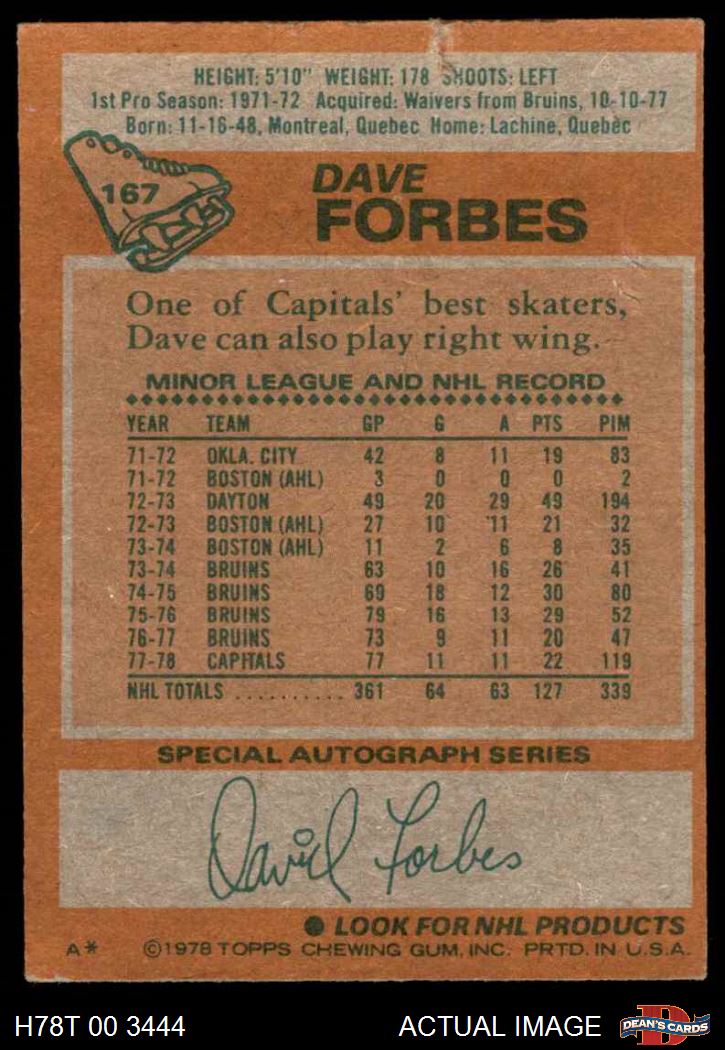 HEIGHT: 5'10" WEIGHT: 178 SHOOTS: LEFT
1st Pro Season: 1971-72 Acquired: Waivers from Bruins, 10-10-77
Born: 11-16-48, Montreal, Quebec Home: Lachine, Quebec
167
DAVE
FORBES
One of Capitals' best skaters,
Dave can also play right wing.
MINOR LEAGUE AND NHL RECORD
YEAR TEAM GP G A PTS PIM
71-72 OKLA. CITY 42 8 11 19 83
71-72 BOSTON (AHL) 3 0 0 0 2
72-73 DAYTON 49 20 29 49 194
72-73 BOSTON (AHL) 27 10 11 21 32
73-74 BOSTON (AHL) 11 2 6 8 35
73-74 BRUINS 63 10 16 26 41
74-75 BRUINS 69 18 12 30 80
75-76 BRUINS 79 16 13 29 52
76-77 BRUINS 73 9 11 20 47
77-78 CAPITALS 77 11 11 22 119
NHL TOTALS .......... 361 64 63 127 339
SPECIAL AUTOGRAPH SERIES
David Forbes
● LOOK FOR NHL PRODUCTS
A* ©1978 TOPPS CHEWING GUM, INC. PRTD. IN U.S.A.
H78T 00 3444 ACTUAL IMAGE D DEAN'S CARDS